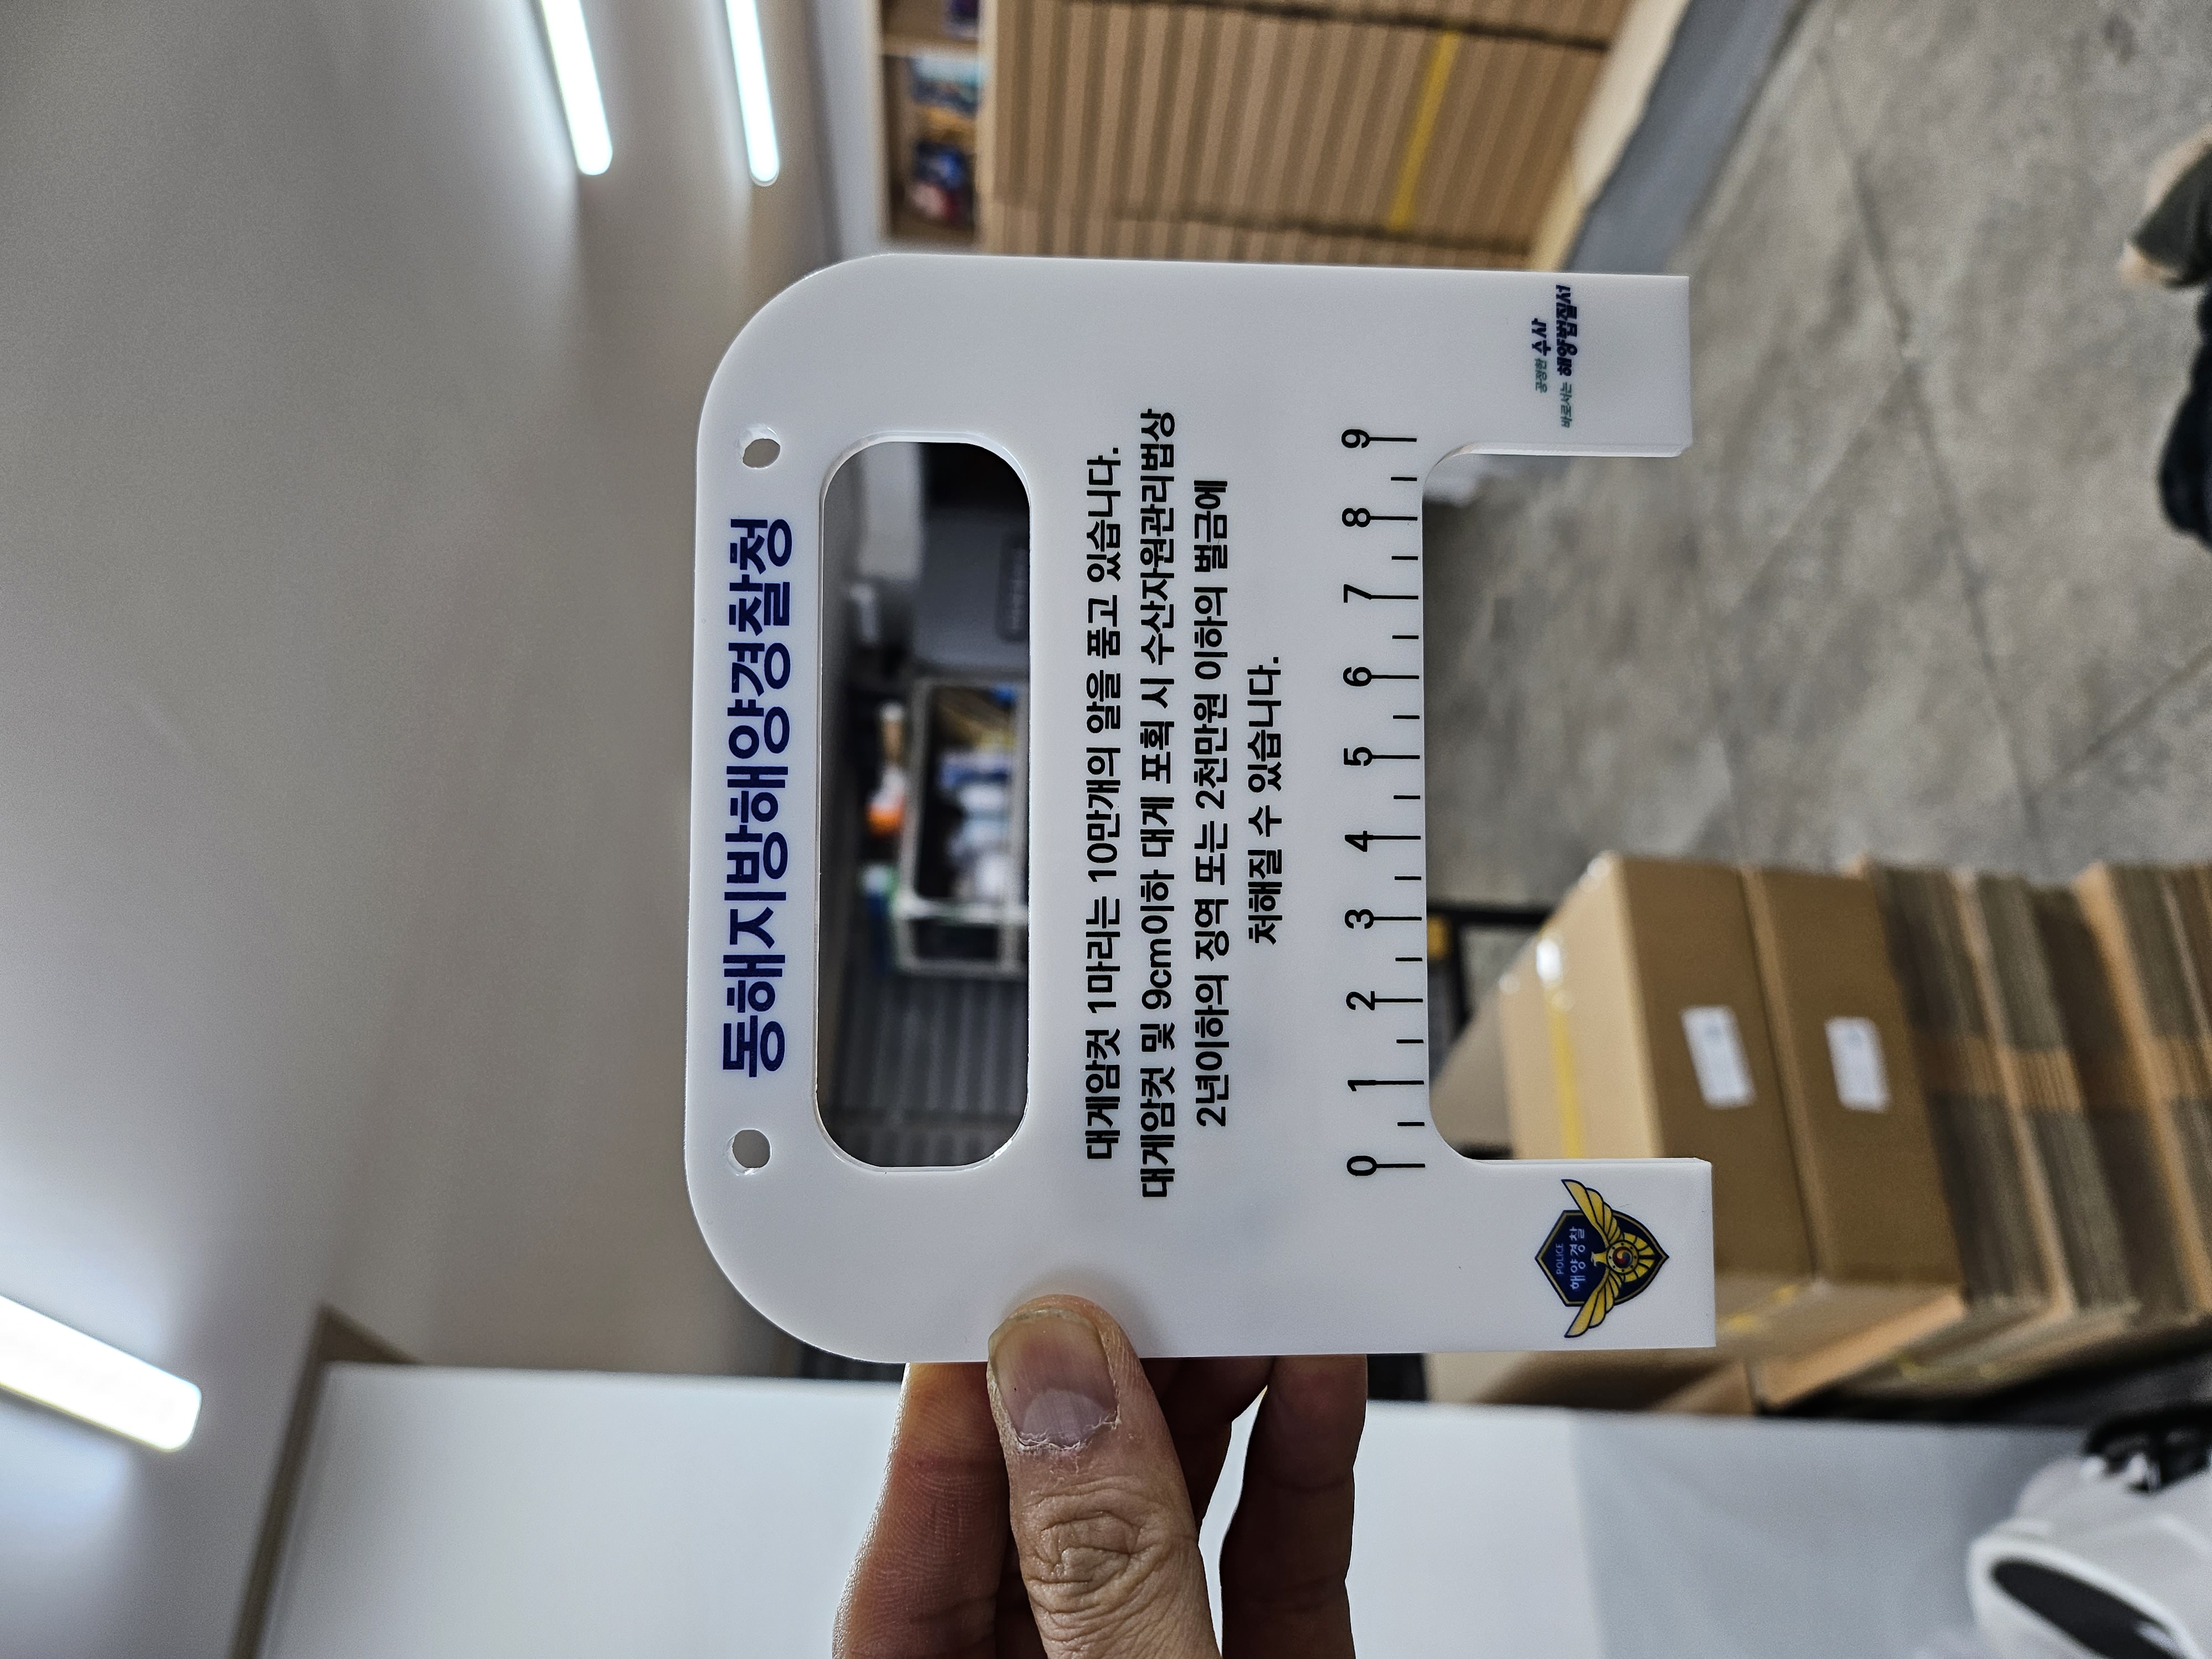 동해지방해양경찰청
대게암컷 1마리는 10만개의 알을 품고 있습니다.
대게암컷 및 9cm이하 대게 포획 시 수산자원관리법상
2년이하의 징역 또는 2천만원 이하의 벌금에
처해질 수 있습니다.
0 1 2 3 4 5 6 7 8 9
POLICE
해양경찰
공정한 수사
바로서는 해양법질서